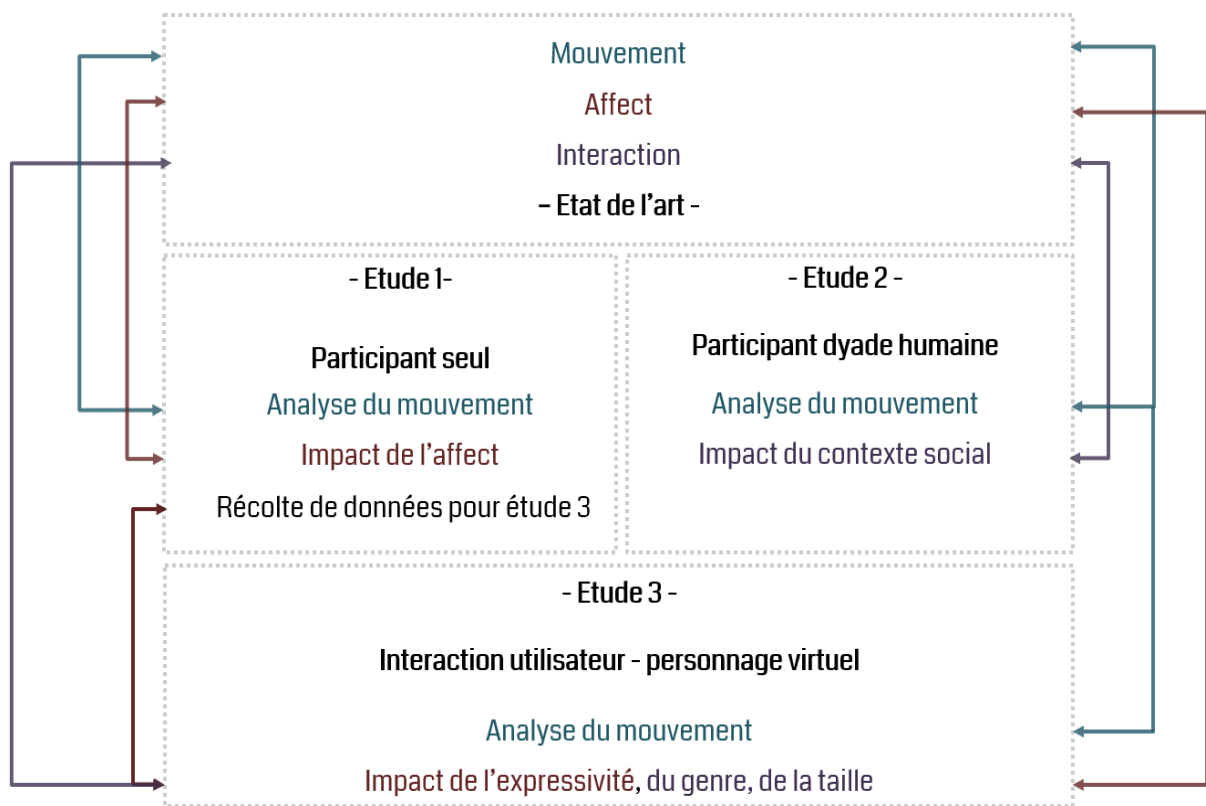 Mouvement
Affect
Interaction
– Etat de l’art -
- Etude 1-
Participant seul
Analyse du mouvement
Impact de l’affect
Récolte de données pour étude 3
- Etude 2 -
Participant dyade humaine
Analyse du mouvement
Impact du contexte social
- Etude 3 -
Interaction utilisateur - personnage virtuel
Analyse du mouvement
Impact de l’expressivité, du genre, de la taille